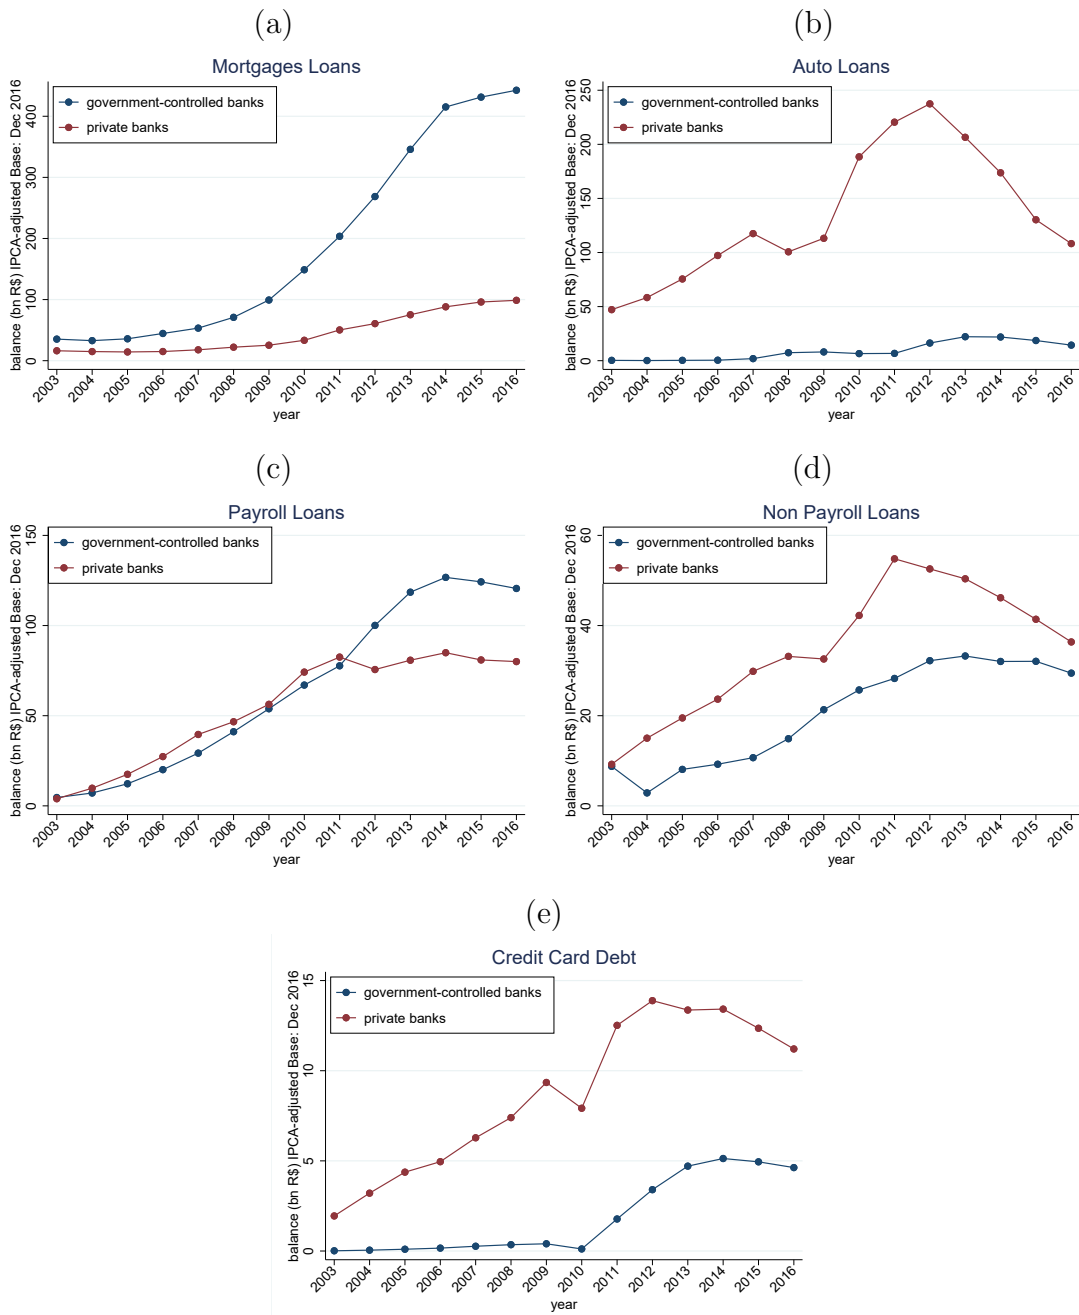 (a)
Mortgages Loans
balance (bn R$) IPCA-adjusted Base: Dec 2016
0 100 200 300 400
government-controlled banks
private banks
2003 2004 2005 2006 2007 2008 2009 2010 2011 2012 2013 2014 2015 2016
year
(b)
Auto Loans
balance (bn R$) IPCA-adjusted Base: Dec 2016
0 50 100 150 200 250
government-controlled banks
private banks
2003 2004 2005 2006 2007 2008 2009 2010 2011 2012 2013 2014 2015 2016
year
(c)
Payroll Loans
balance (bn R$) IPCA-adjusted Base: Dec 2016
0 50 100 150
government-controlled banks
private banks
2003 2004 2005 2006 2007 2008 2009 2010 2011 2012 2013 2014 2015 2016
year
(d)
Non Payroll Loans
balance (bn R$) IPCA-adjusted Base: Dec 2016
0 20 40 60
government-controlled banks
private banks
2003 2004 2005 2006 2007 2008 2009 2010 2011 2012 2013 2014 2015 2016
year
(e)
Credit Card Debt
balance (bn R$) IPCA-adjusted Base: Dec 2016
0 5 10 15
government-controlled banks
private banks
2003 2004 2005 2006 2007 2008 2009 2010 2011 2012 2013 2014 2015 2016
year